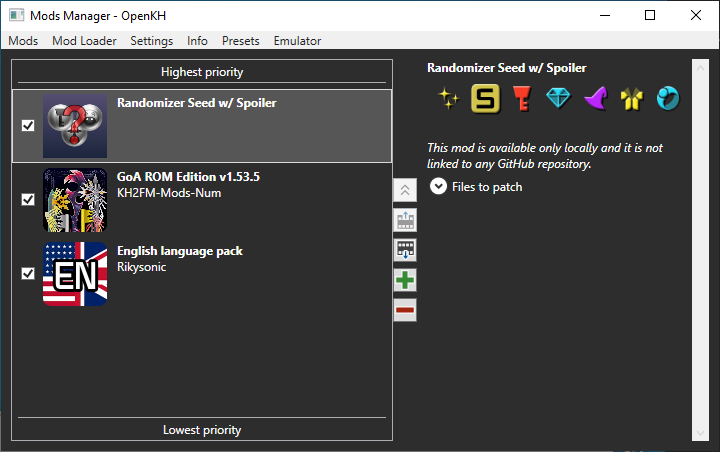 Mods Manager - OpenKH
Mods Mod Loader Settings Info Presets Emulator
Highest priority
Randomizer Seed w/ Spoiler
GoA ROM Edition v1.53.5
KH2FM-Mods-Num
EN
English language pack
Rikysonic
Lowest priority
Randomizer Seed w/ Spoiler
S
This mod is available only locally and it is not
linked to any GitHub repository.
Files to patch